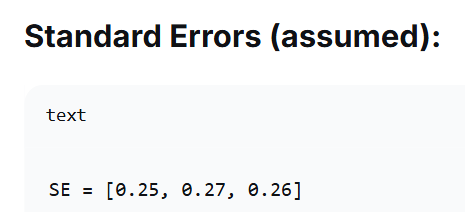 Standard Errors (assumed):
text
SE = [0.25, 0.27, 0.26]